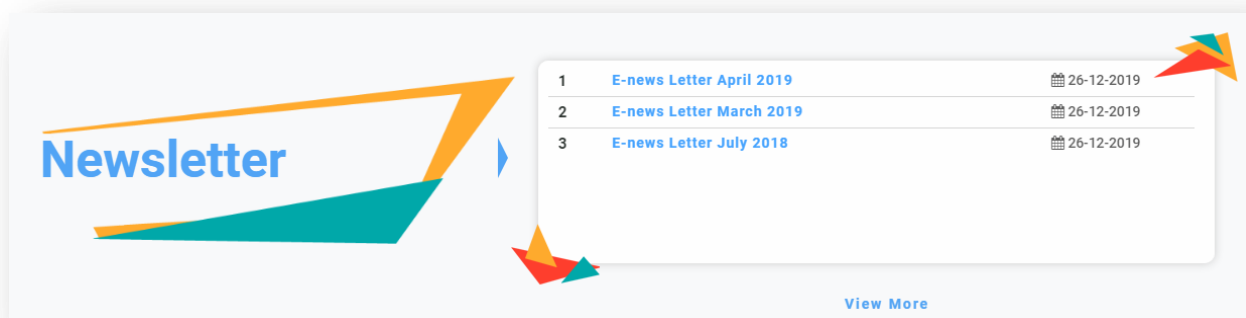 Newsletter
1 E-news Letter April 2019 26-12-2019
2 E-news Letter March 2019 26-12-2019
3 E-news Letter July 2018 26-12-2019
View More